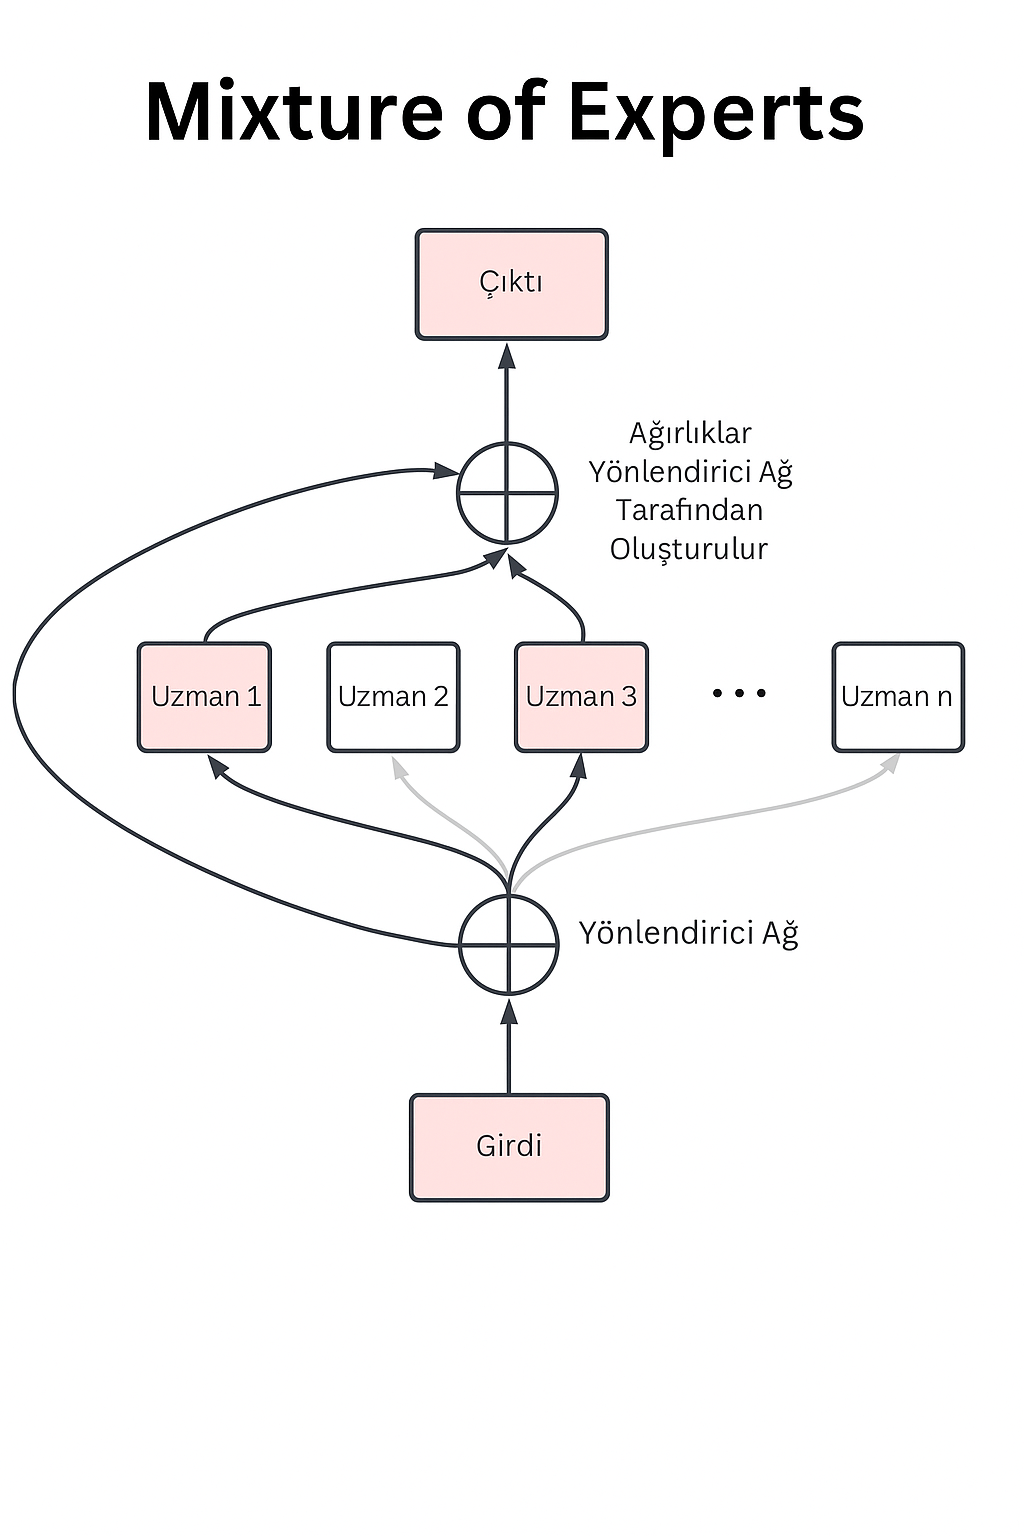 Mixture of Experts
Çıktı
Ağırlıklar
Yönlendirici Ağ
Tarafından
Oluşturulur
Uzman 1
Uzman 2
Uzman 3
...
Uzman n
Yönlendirici Ağ
Girdi